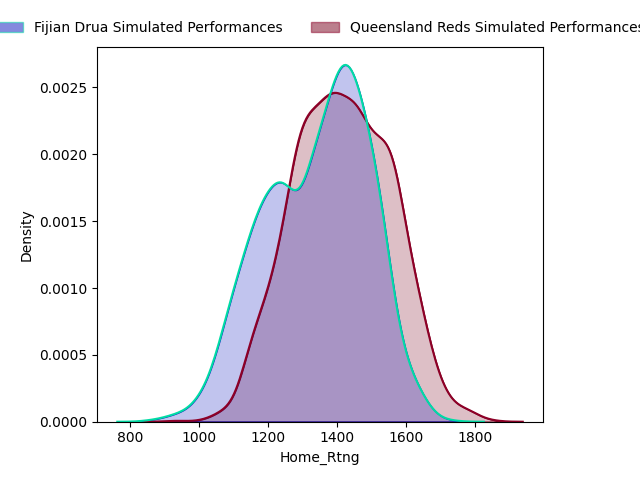 Fijian Drua Simulated Performances
Queensland Reds Simulated Performances
0.0025
0.0020
0.0015
0.0010
0.0005
0.0000
Density
800 1000 1200 1400 1600 1800
Home_Rtng